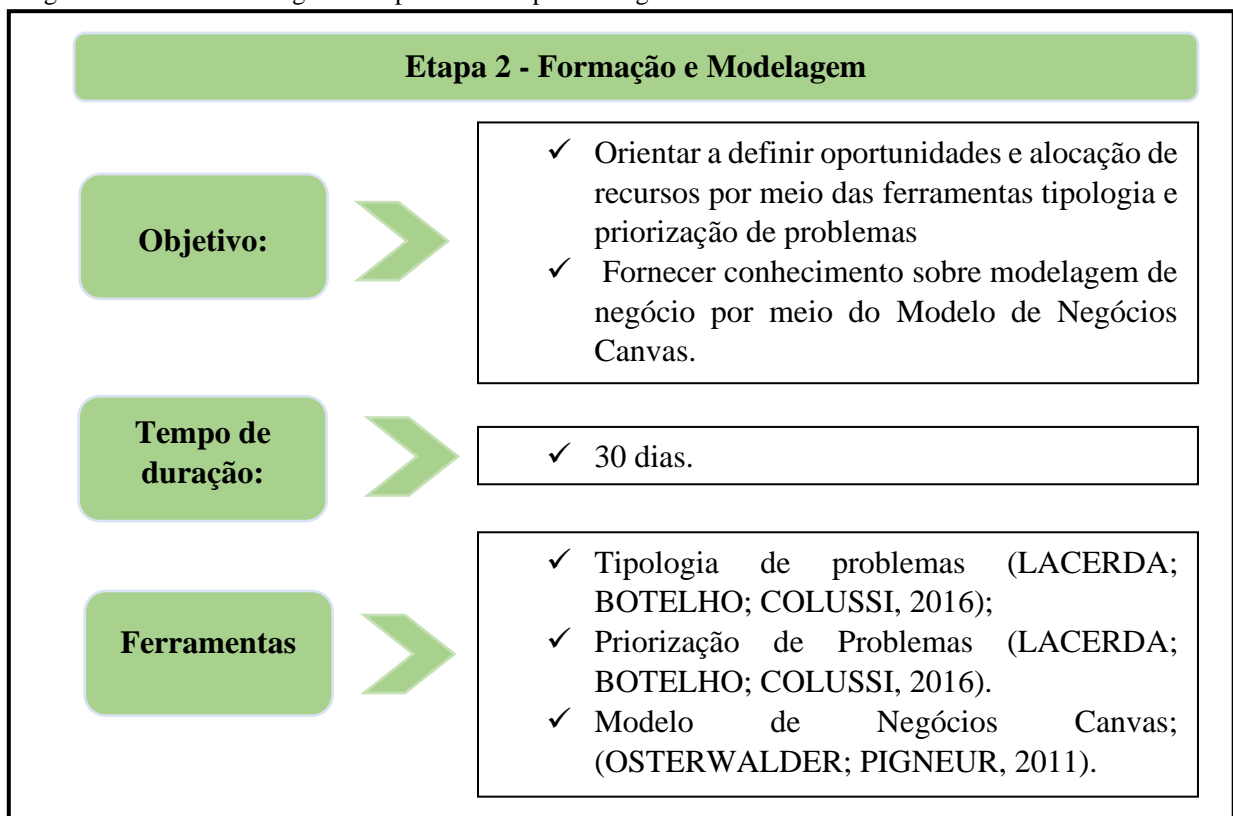 Etapa 2 - Formação e Modelagem
Objetivo:
✓ Orientar a definir oportunidades e alocação de
recursos por meio das ferramentas tipologia e
priorização de problemas
✓ Fornecer conhecimento sobre modelagem de
negócio por meio do Modelo de Negócios
Canvas.
Tempo de
duração:
✓ 30 dias.
Ferramentas
✓ Tipologia de problemas (LACERDA;
BOTELHO; COLUSSI, 2016);
✓ Priorização de Problemas (LACERDA;
BOTELHO; COLUSSI, 2016).
✓ Modelo de Negócios Canvas;
(OSTERWALDER; PIGNEUR, 2011).